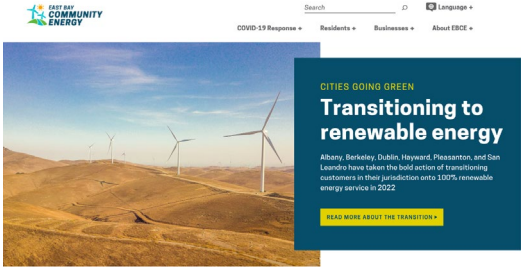 EAST BAY
COMMUNITY
ENERGY
Search
Language +
COVID-19 Response +
Residents +
Businesses +
About EBCE +
CITIES GOING GREEN
Transitioning to
renewable energy
Albany, Berkeley, Dublin, Hayward, Pleasanton, and San
Leandro have taken the bold action of transitioning
customers in their jurisdiction onto 100% renewable
energy service in 2022
READ MORE ABOUT THE TRANSITION ▸